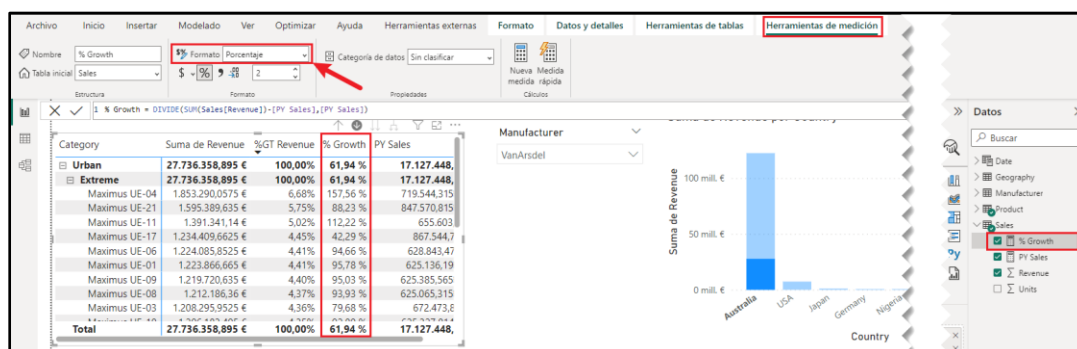 Archivo Inicio Insertar Modelado Ver Optimizar Ayuda Herramientas externas Formato Datos y detalles Herramientas de tablas Herramientas de medición
Nombre % Growth
Formato Porcentaje
Categoría de datos Sin clasificar
Tabla inicial Sales
$ % 9 2
Nueva medida Medida rápida
Estructura Formato Propiedades Cálculos
1 % Growth = DIVIDE(SUM(Sales[Revenue])-[PY Sales],[PY Sales])
Category Suma de Revenue %GT Revenue % Growth PY Sales
Urban 27.736.358,895 € 100,00% 61,94 % 17.127.448,
Extreme 27.736.358,895 € 100,00% 61,94 % 17.127.448,
Maximus UE-04 1.853.290,0575 € 6,68% 157,56 % 719.544,315
Maximus UE-21 1.595.389,635 € 5,75% 88,23 % 847.570,815
Maximus UE-11 1.391.341,14 € 5,02% 112,22 % 655.603
Maximus UE-17 1.234.409,6625 € 4,45% 42,29 % 867.544,7
Maximus UE-06 1.224.085,8525 € 4,41% 94,66 % 628.843,47
Maximus UE-01 1.223.866,665 € 4,41% 95,78 % 625.136,19
Maximus UE-09 1.219.720,635 € 4,40% 95,03 % 625.385,565
Maximus UE-08 1.212.186,36 € 4,37% 93,93 % 625.065,315
Maximus UE-03 1.208.295,9525 € 4,36% 79,68 % 672.473,8
Total 27.736.358,895 € 100,00% 61,94 % 17.127.448,
Manufacturer
VanArsdel
Suma de Revenue
100 mill. €
50 mill. €
0 mill. €
Australia USA Japan Germany Nigeria
Country
Datos
Buscar
Date
Geography
Manufacturer
Product
Sales
% Growth
PY Sales
Revenue
Units